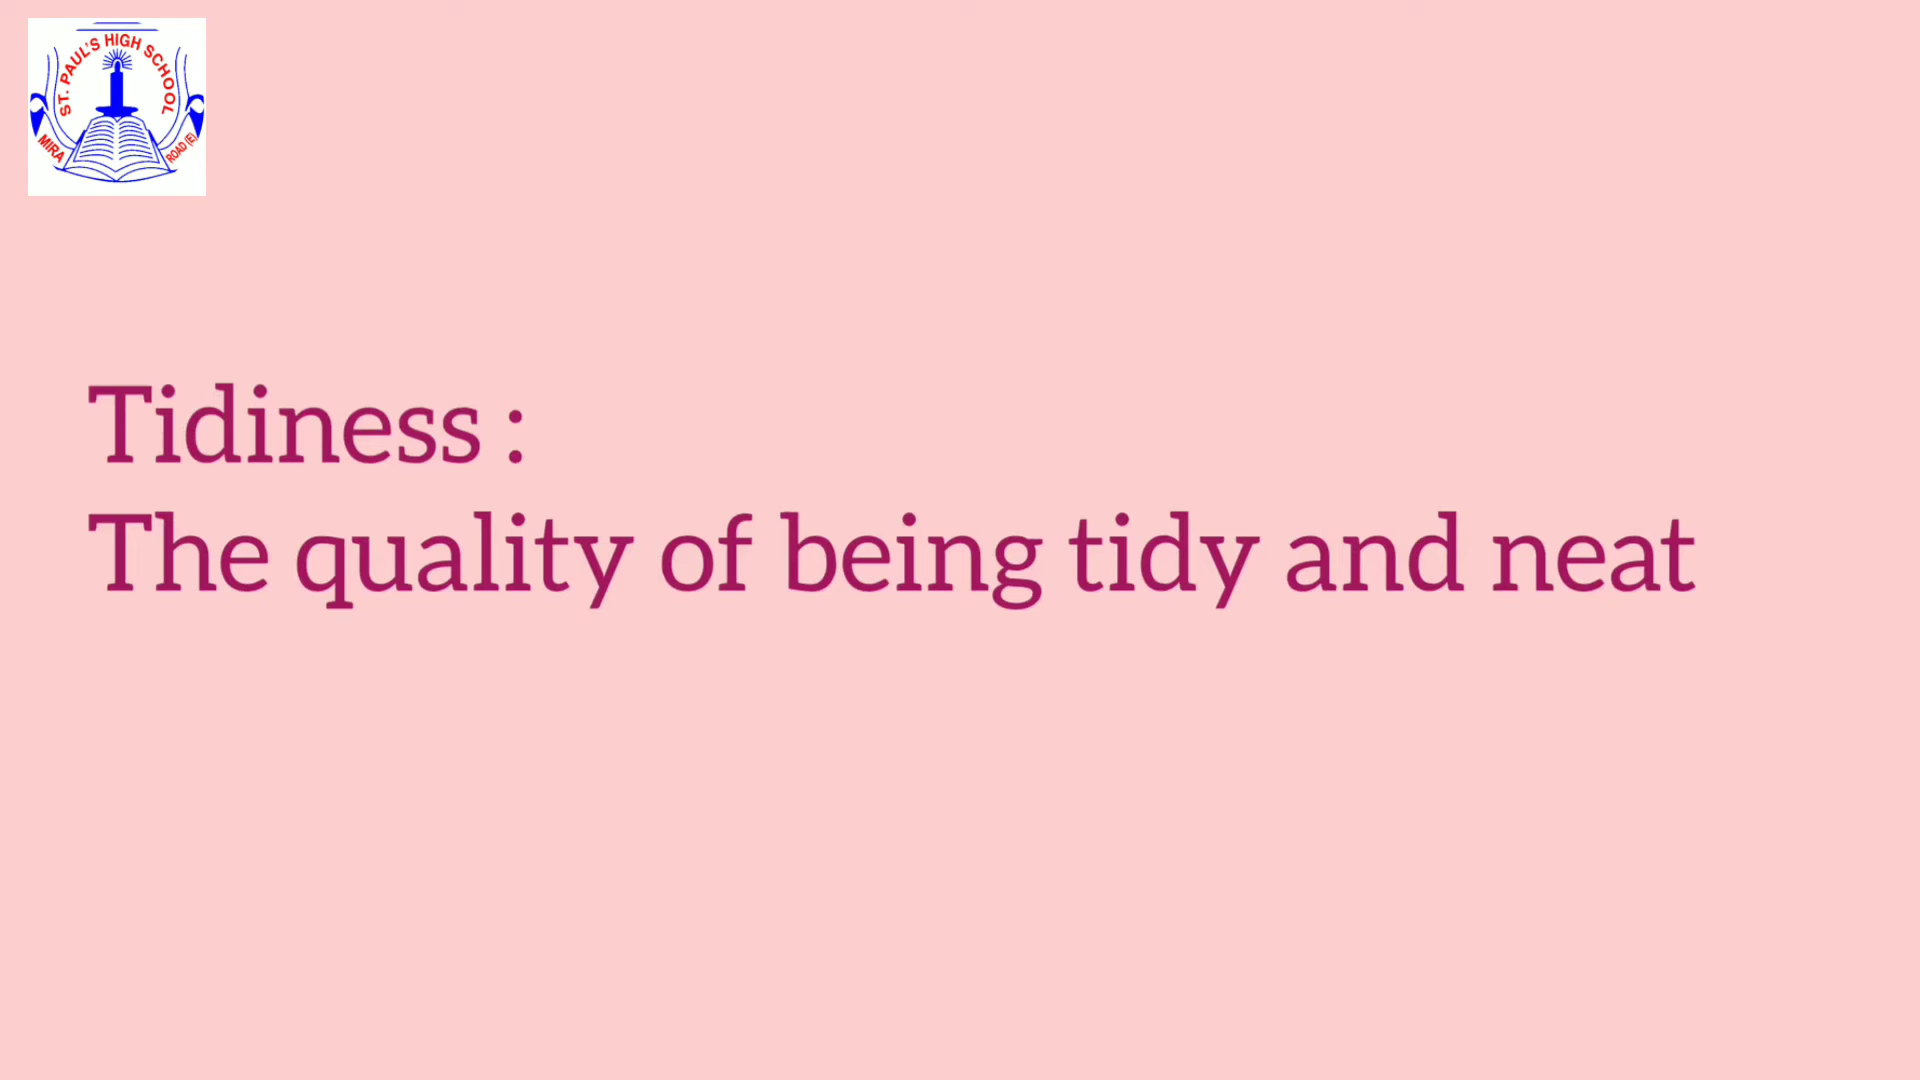 ST. PAUL'S HIGH SCHOOL
MIRA ROAD (E)
Tidiness :
The quality of being tidy and neat